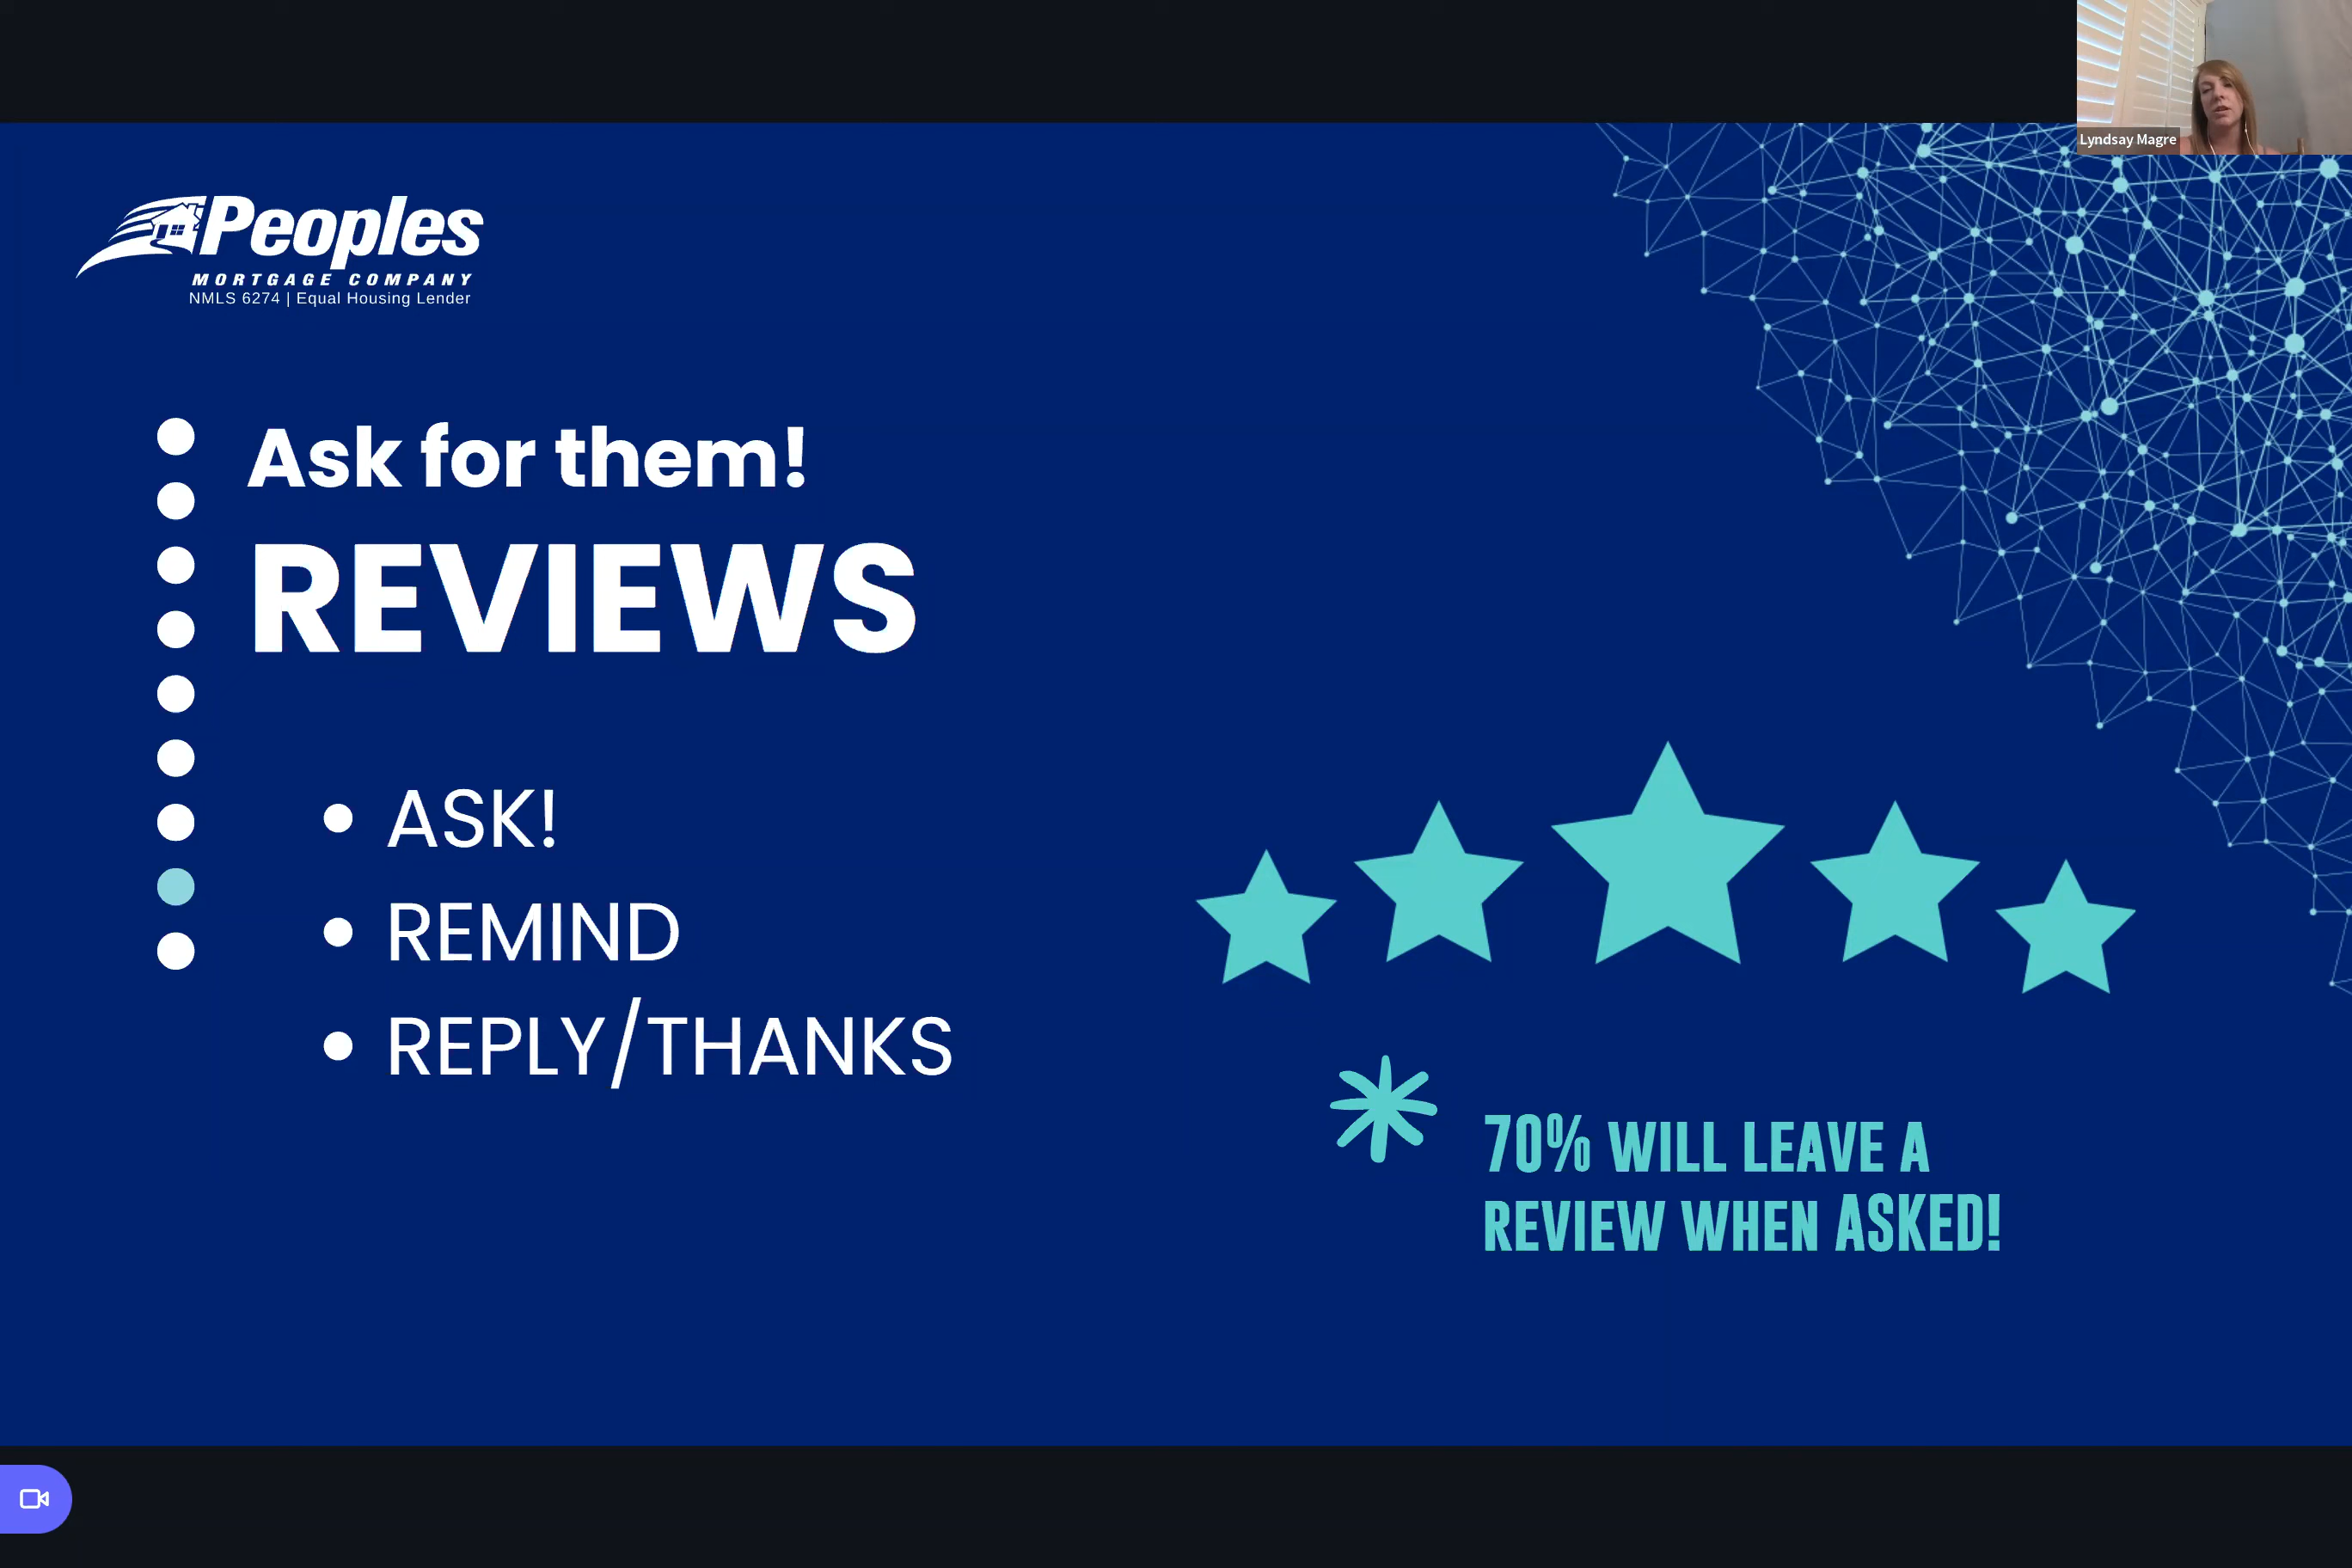 Lyndsay Magre
Peoples
MORTGAGE COMPANY
NMLS 6274 | Equal Housing Lender
Ask for them!
REVIEWS
• ASK!
• REMIND
• REPLY/THANKS
70% WILL LEAVE A
REVIEW WHEN ASKED!